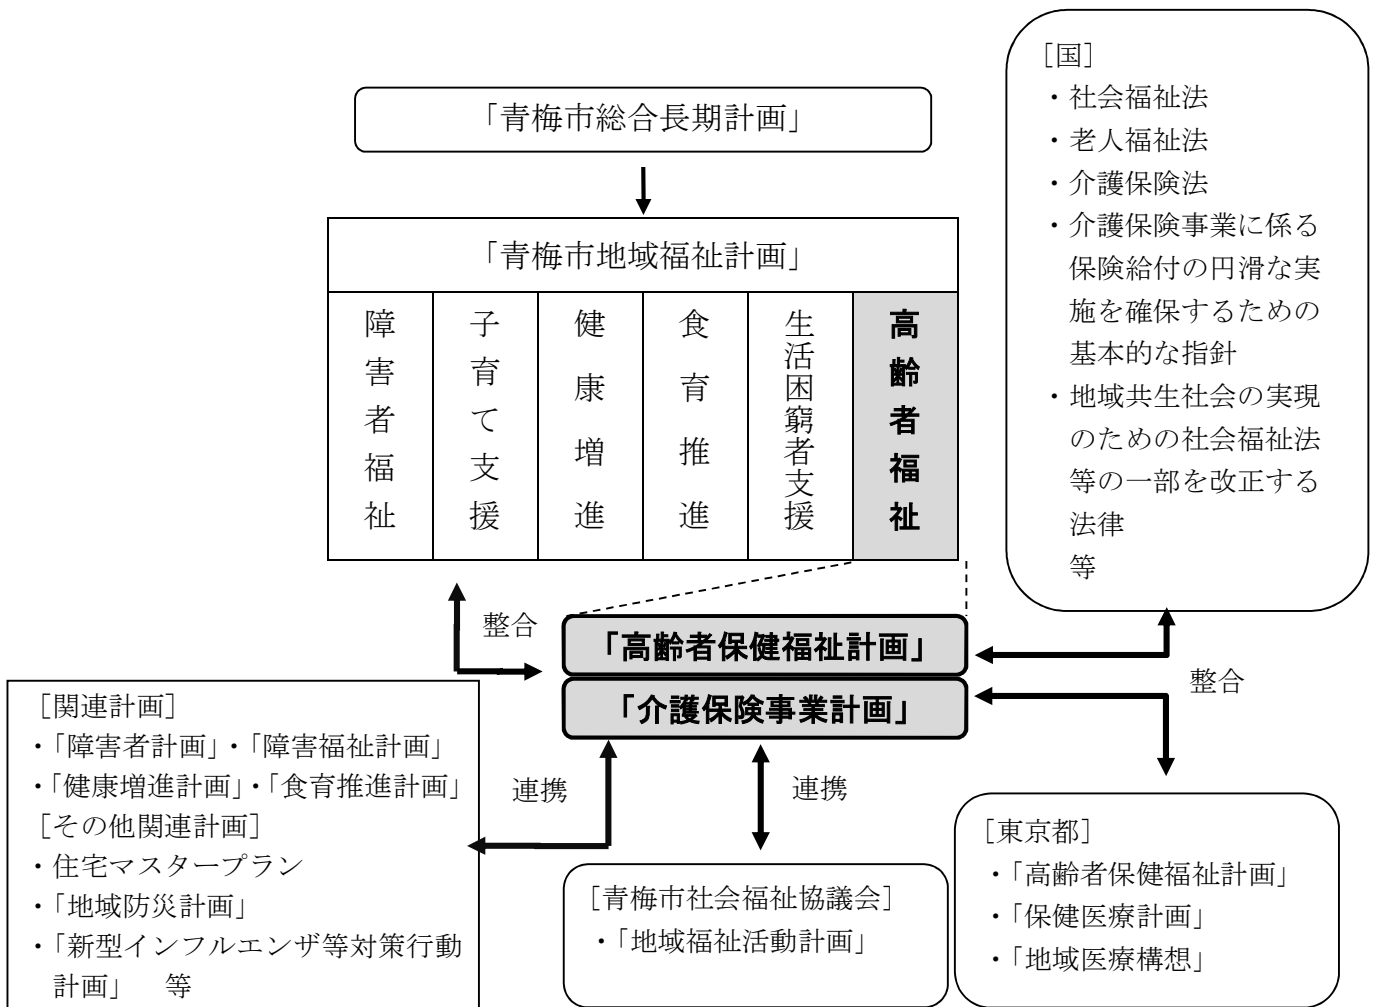 「青梅市総合長期計画」
「青梅市地域福祉計画」
障害者福祉
子育て支援
健康増進
食育推進
生活困窮者支援
高齢者福祉
［国］
・社会福祉法
・老人福祉法
・介護保険法
・介護保険事業に係る
保険給付の円滑な実
施を確保するための
基本的な指針
・地域共生社会の実現
のための社会福祉法
等の一部を改正する
法律
等
整合
「高齢者保健福祉計画」
「介護保険事業計画」
整合
［関連計画］
・「障害者計画」・「障害福祉計画」
・「健康増進計画」・「食育推進計画」
［その他関連計画］
・住宅マスタープラン
・「地域防災計画」
・「新型インフルエンザ等対策行動
計画」　等
連携
連携
［青梅市社会福祉協議会］
・「地域福祉活動計画」
［東京都］
・「高齢者保健福祉計画」
・「保健医療計画」
・「地域医療構想」